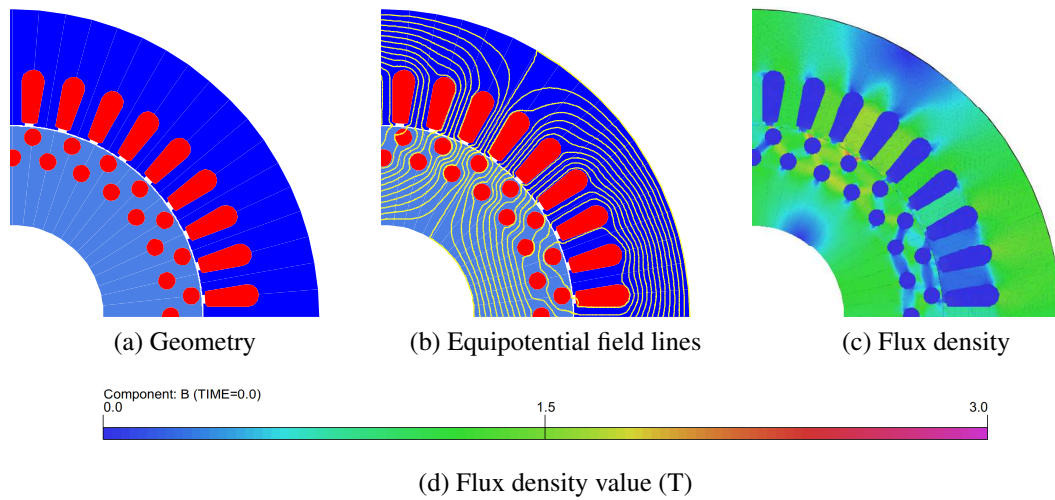 (a) Geometry
(b) Equipotential field lines
(c) Flux density
Component: B (TIME=0.0)
0.0 1.5 3.0
(d) Flux density value (T)